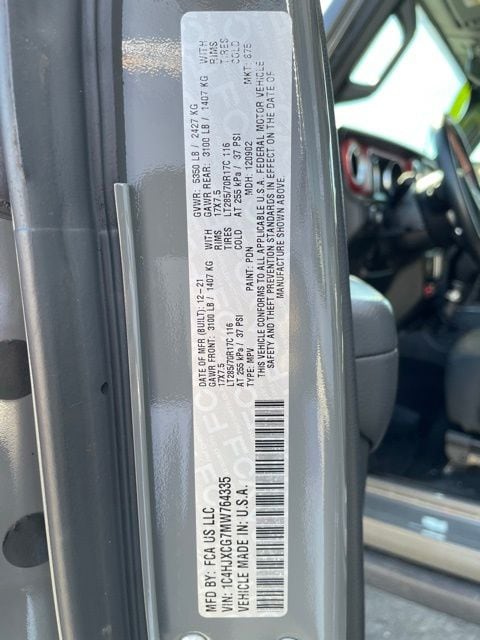 MFD BY: FCA US LLC
VIN: 1C4HJXCG7MW764335
VEHICLE MADE IN: U.S.A.
DATE OF MFR (BUILT): 12-21
GVWR: 5350 LB / 2427 KG
GAWR FRONT: 3100 LB / 1407 KG WITH
17X7.5 RIMS
LT285/70R17C 116 TIRES
AT 255 kPa / 37 PSI COLD
GAWR REAR: 3100 LB / 1407 KG WITH
17X7.5 RIMS
LT285/70R17C 116 TIRES
AT 255 kPa / 37 PSI COLD
TYPE: MPV PAINT: PDN MDH: 120902 MKT: 875
THIS VEHICLE CONFORMS TO ALL APPLICABLE U.S.A. FEDERAL MOTOR VEHICLE
SAFETY AND THEFT PREVENTION STANDARDS IN EFFECT ON THE DATE OF
MANUFACTURE SHOWN ABOVE.